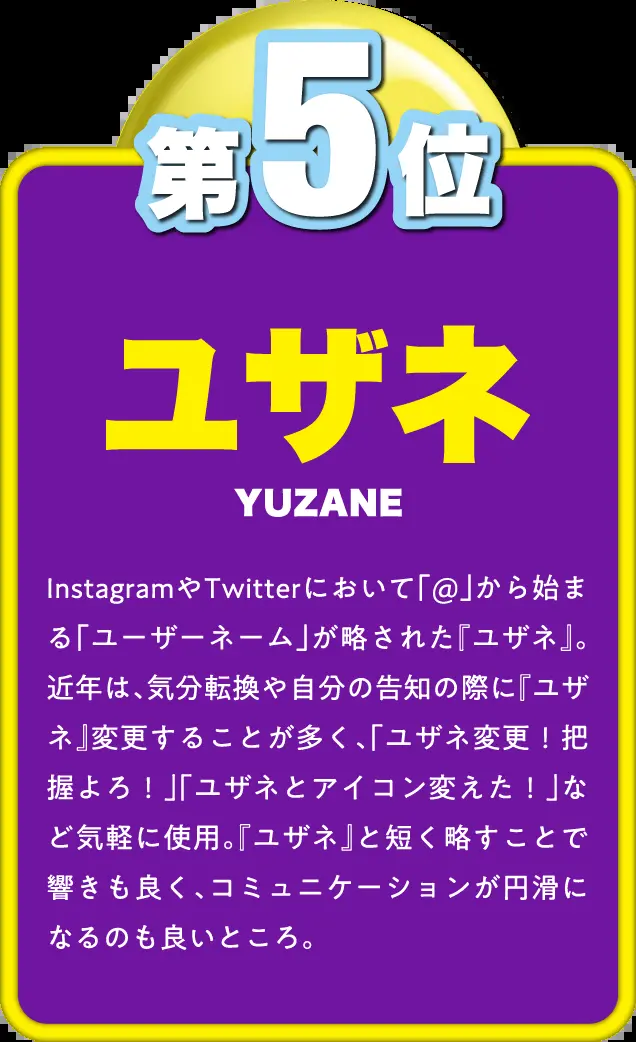 第5位
ユザネ
YUZANE
InstagramやTwitterにおいて「@」から始ま
る「ユーザーネーム」が略された『ユザネ』。
近年は、気分転換や自分の告知の際に『ユザ
ネ』変更することが多く、「ユザネ変更！把
握よろ！」「ユザネとアイコン変えた！」な
ど気軽に使用。『ユザネ』と短く略すことで
響きも良く、コミュニケーションが円滑に
なるのも良いところ。